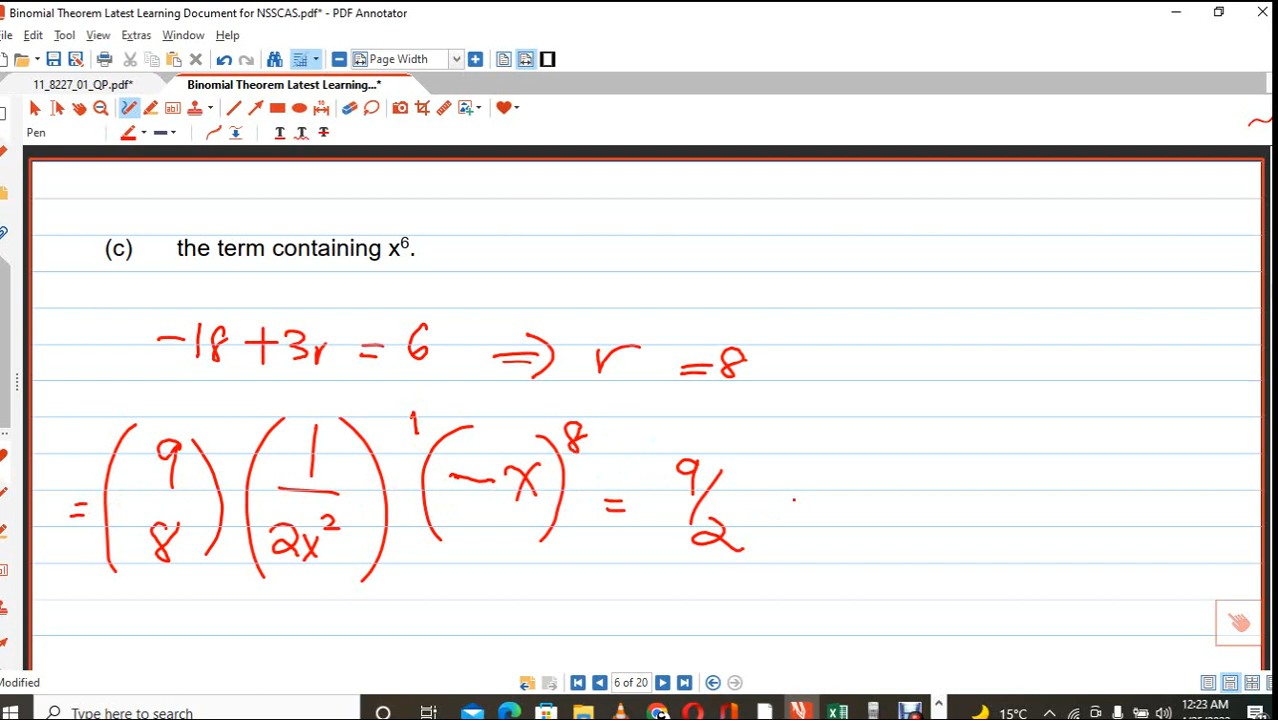 Binomial Theorem Latest Learning Document for NSSCAS.pdf* - PDF Annotator
ile Edit Tool View Extras Window Help
Page Width
11_8227_01_QP.pdf* Binomial Theorem Latest Learning...*
Pen
(c) the term containing x⁶.
-18 + 3r = 6 ⇒ r = 8
= (9 8) (1/2x²)¹ (-x)⁸ = 9/2
Modified 6 of 20
Type here to search 15°C 12:23 AM